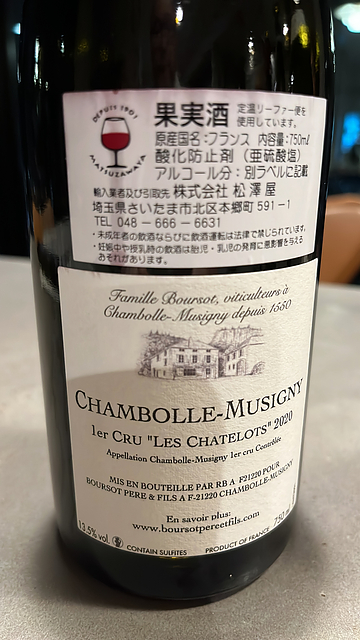 DEPUIS 1901
MATSUZAWAYA
果実酒 定温リーファー便を
使用しています。
原産国名:フランス 内容量:750mℓ
酸化防止剤(亜硫酸塩)
アルコール分:別ラベルに記載
輸入業者及び引取先 株式会社 松澤屋
埼玉県さいたま市北区本郷町591-1
TEL 048-666-6631
・未成年者の飲酒ならびに飲酒運転は法律で禁じられています。
・妊娠中や授乳時の飲酒は胎児・乳児の発育に悪影響を与える
おそれがあります。
Famille Boursot, viticulteurs à
Chambolle-Musigny depuis 1550
CHAMBOLLE-MUSIGNY
1er CRU "LES CHATELOTS" 2020
Appellation Chambolle-Musigny 1er cru Contrôlée
MIS EN BOUTEILLE PAR RB A F21220 POUR
BOURSOT PERE & FILS A F-21220 CHAMBOLLE-MUSIGNY
En savoir plus:
www.boursotpereetfils.com
13.5% vol. CONTAIN SULFITES PRODUCT OF FRANCE 750